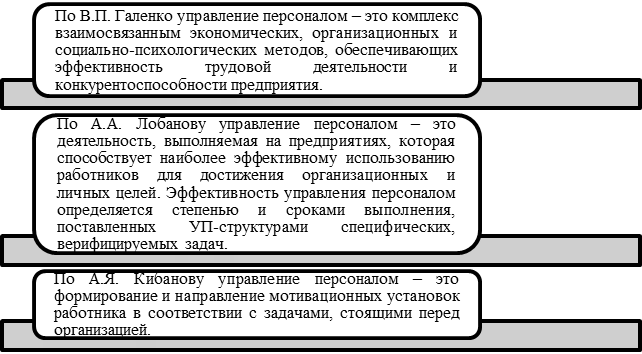 По В.П. Галенко управление персоналом – это комплекс
взаимосвязанным экономических, организационных и
социально-психологических методов, обеспечивающих
эффективность трудовой деятельности и
конкурентоспособности предприятия.
По А.А. Лобанову управление персоналом – это
деятельность, выполняемая на предприятиях, которая
способствует наиболее эффективному использованию
работников для достижения организационных и
личных целей. Эффективность управления персоналом
определяется степенью и сроками выполнения,
поставленных УП-структурами специфических,
верифицируемых задач.
По А.Я. Кибанову управление персоналом – это
формирование и направление мотивационных установок
работника в соответствии с задачами, стоящими перед
организацией.